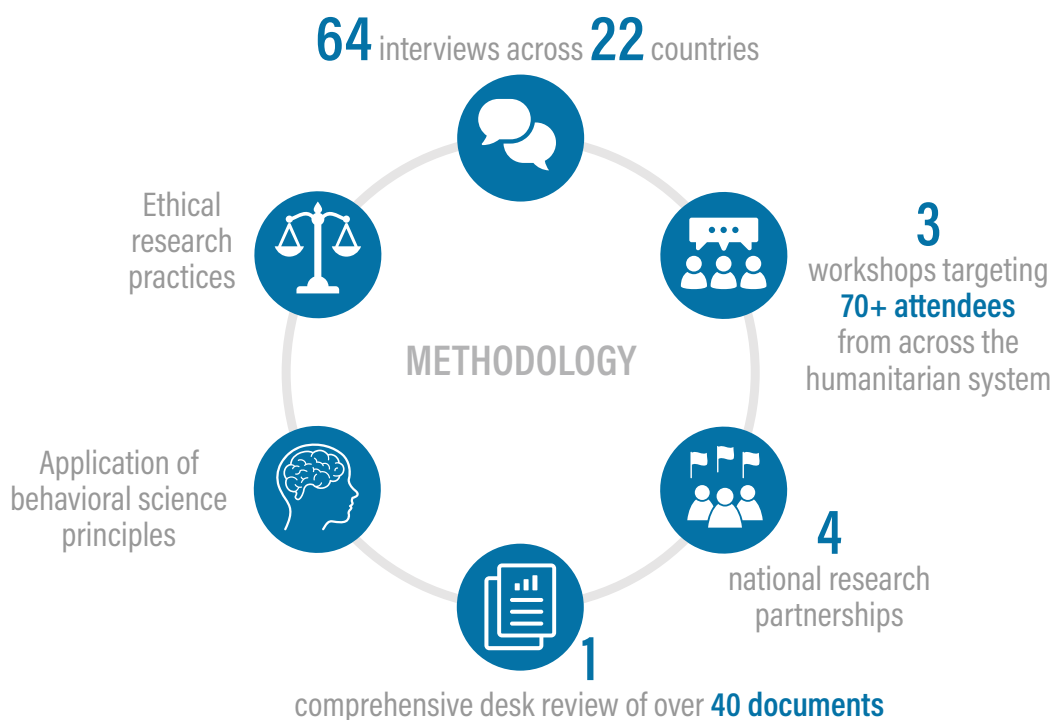 64 interviews across 22 countries
Ethical
research
practices
3
workshops targeting
70+ attendees
from across the
humanitarian system
METHODOLOGY
Application of
behavioral science
principles
4
national research
partnerships
1
comprehensive desk review of over 40 documents